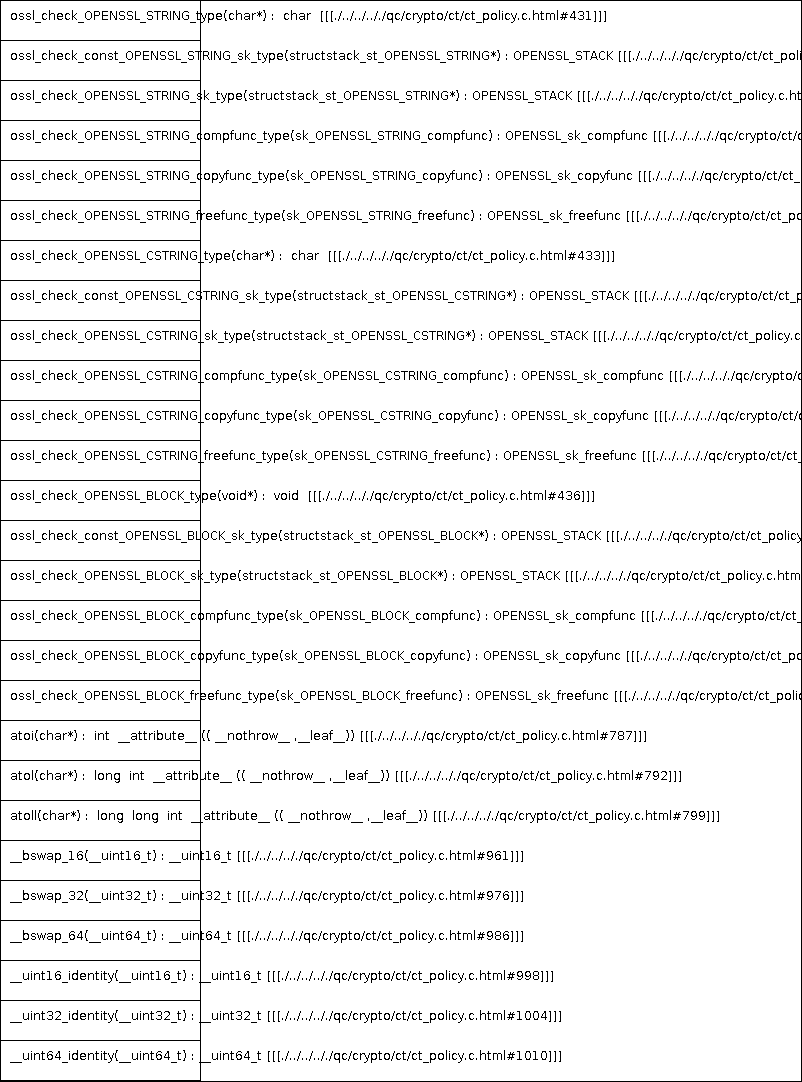 ossl_check_OPENSSL_STRING_type(char*) : char [[[./../../../qc/crypto/ct/ct_policy.c.html#431]]]
ossl_check_const_OPENSSL_STRING_sk_type(structstack_st_OPENSSL_STRING*) : OPENSSL_STACK [[[./../../../qc/crypto/ct/ct_poli
ossl_check_OPENSSL_STRING_sk_type(structstack_st_OPENSSL_STRING*) : OPENSSL_STACK [[[./../../../qc/crypto/ct/ct_policy.c.ht
ossl_check_OPENSSL_STRING_compfunc_type(sk_OPENSSL_STRING_compfunc) : OPENSSL_sk_compfunc [[[./../../../qc/crypto/ct/c
ossl_check_OPENSSL_STRING_copyfunc_type(sk_OPENSSL_STRING_copyfunc) : OPENSSL_sk_copyfunc [[[./../../../qc/crypto/ct/ct_
ossl_check_OPENSSL_STRING_freefunc_type(sk_OPENSSL_STRING_freefunc) : OPENSSL_sk_freefunc [[[./../../../qc/crypto/ct/ct_po
ossl_check_OPENSSL_CSTRING_type(char*) : char [[[./../../../qc/crypto/ct/ct_policy.c.html#433]]]
ossl_check_const_OPENSSL_CSTRING_sk_type(structstack_st_OPENSSL_CSTRING*) : OPENSSL_STACK [[[./../../../qc/crypto/ct/ct_p
ossl_check_OPENSSL_CSTRING_sk_type(structstack_st_OPENSSL_CSTRING*) : OPENSSL_STACK [[[./../../../qc/crypto/ct/ct_policy.c
ossl_check_OPENSSL_CSTRING_compfunc_type(sk_OPENSSL_CSTRING_compfunc) : OPENSSL_sk_compfunc [[[./../../../qc/crypto/c
ossl_check_OPENSSL_CSTRING_copyfunc_type(sk_OPENSSL_CSTRING_copyfunc) : OPENSSL_sk_copyfunc [[[./../../../qc/crypto/ct/c
ossl_check_OPENSSL_CSTRING_freefunc_type(sk_OPENSSL_CSTRING_freefunc) : OPENSSL_sk_freefunc [[[./../../../qc/crypto/ct/ct_
ossl_check_OPENSSL_BLOCK_type(void*) : void [[[./../../../qc/crypto/ct/ct_policy.c.html#436]]]
ossl_check_const_OPENSSL_BLOCK_sk_type(structstack_st_OPENSSL_BLOCK*) : OPENSSL_STACK [[[./../../../qc/crypto/ct/ct_policy
ossl_check_OPENSSL_BLOCK_sk_type(structstack_st_OPENSSL_BLOCK*) : OPENSSL_STACK [[[./../../../qc/crypto/ct/ct_policy.c.htm
ossl_check_OPENSSL_BLOCK_compfunc_type(sk_OPENSSL_BLOCK_compfunc) : OPENSSL_sk_compfunc [[[./../../../qc/crypto/ct/ct_
ossl_check_OPENSSL_BLOCK_copyfunc_type(sk_OPENSSL_BLOCK_copyfunc) : OPENSSL_sk_copyfunc [[[./../../../qc/crypto/ct/ct_po
ossl_check_OPENSSL_BLOCK_freefunc_type(sk_OPENSSL_BLOCK_freefunc) : OPENSSL_sk_freefunc [[[./../../../qc/crypto/ct/ct_poli
atoi(char*) : int __attribute__ (( __nothrow__ ,__leaf__)) [[[./../../../qc/crypto/ct/ct_policy.c.html#787]]]
atol(char*) : long int __attribute__ (( __nothrow__ ,__leaf__)) [[[./../../../qc/crypto/ct/ct_policy.c.html#792]]]
atoll(char*) : long long int __attribute__ (( __nothrow__ ,__leaf__)) [[[./../../../qc/crypto/ct/ct_policy.c.html#799]]]
__bswap_16(__uint16_t) : __uint16_t [[[./../../../qc/crypto/ct/ct_policy.c.html#961]]]
__bswap_32(__uint32_t) : __uint32_t [[[./../../../qc/crypto/ct/ct_policy.c.html#976]]]
__bswap_64(__uint64_t) : __uint64_t [[[./../../../qc/crypto/ct/ct_policy.c.html#986]]]
__uint16_identity(__uint16_t) : __uint16_t [[[./../../../qc/crypto/ct/ct_policy.c.html#998]]]
__uint32_identity(__uint32_t) : __uint32_t [[[./../../../qc/crypto/ct/ct_policy.c.html#1004]]]
__uint64_identity(__uint64_t) : __uint64_t [[[./../../../qc/crypto/ct/ct_policy.c.html#1010]]]